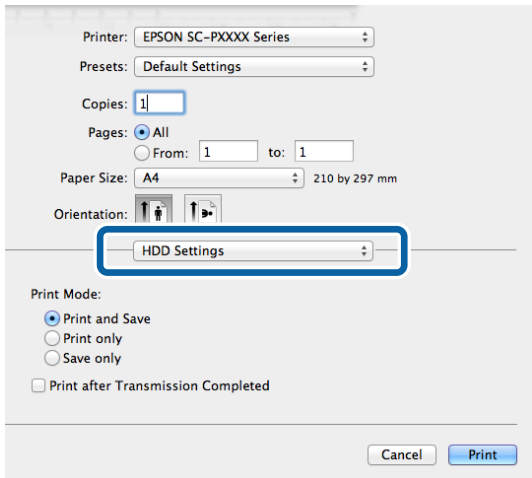 Printer: EPSON SC-PXXXX Series
Presets: Default Settings
Copies: 1
Pages: All
From: 1 to: 1
Paper Size: A4 210 by 297 mm
Orientation:
HDD Settings
Print Mode:
Print and Save
Print only
Save only
Print after Transmission Completed
Cancel Print